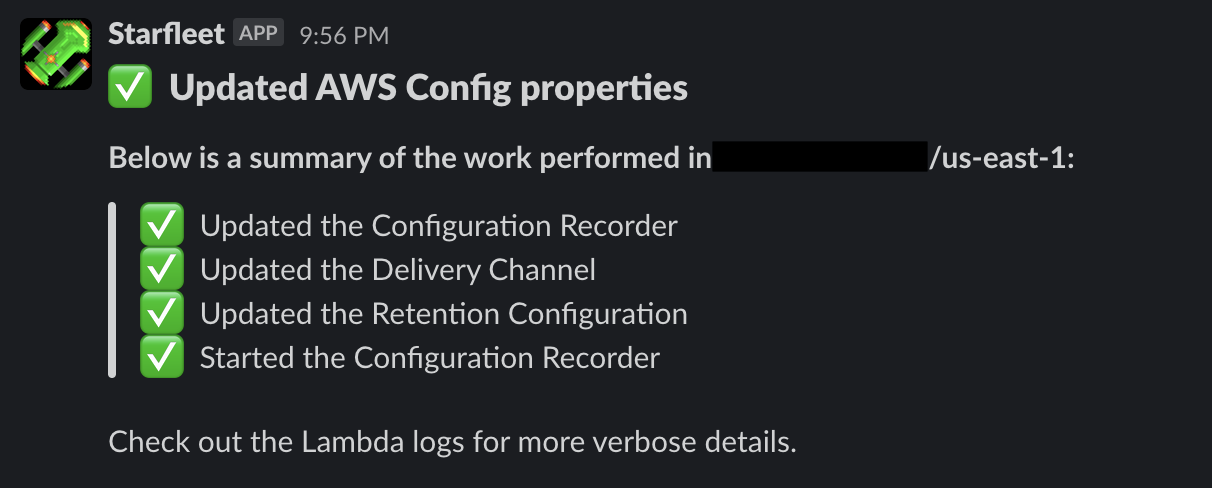 Starfleet APP 9:56 PM
✅ Updated AWS Config properties
Below is a summary of the work performed in /us-east-1:
✅ Updated the Configuration Recorder
✅ Updated the Delivery Channel
✅ Updated the Retention Configuration
✅ Started the Configuration Recorder
Check out the Lambda logs for more verbose details.